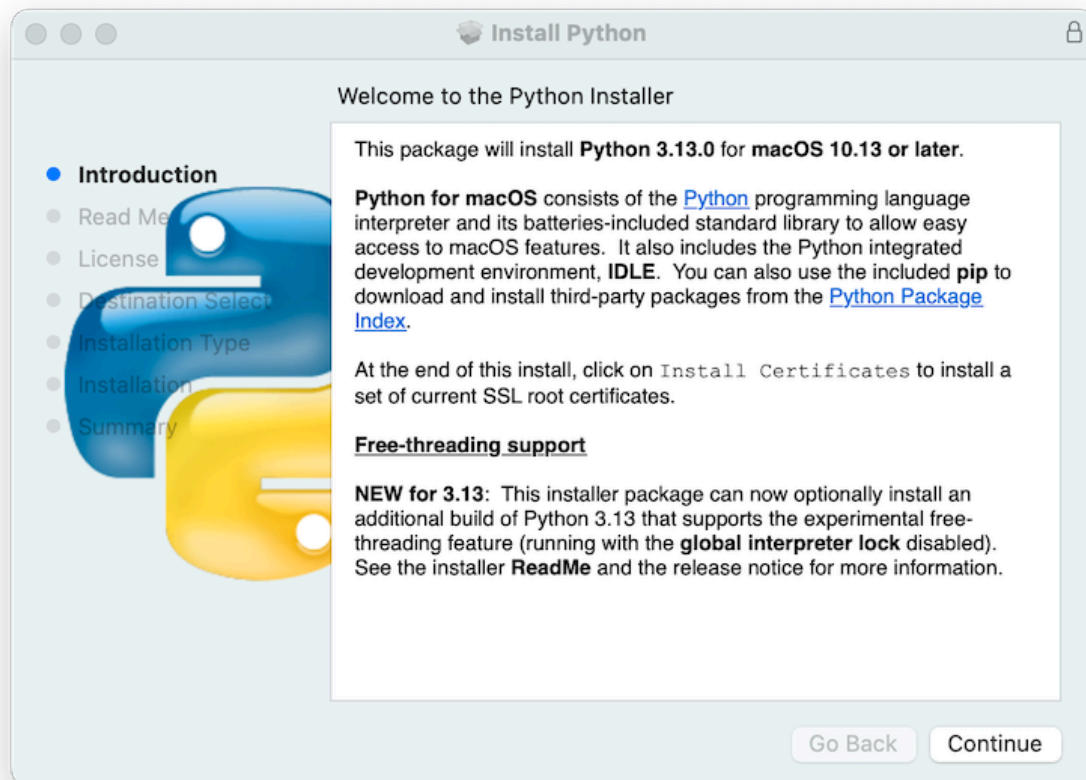 Install Python
Welcome to the Python Installer
Introduction
Read Me
License
Destination Select
Installation Type
Installation
Summary
This package will install Python 3.13.0 for macOS 10.13 or later.
Python for macOS consists of the Python programming language
interpreter and its batteries-included standard library to allow easy
access to macOS features.  It also includes the Python integrated
development environment, IDLE.  You can also use the included pip to
download and install third-party packages from the Python Package
Index.
At the end of this install, click on Install Certificates to install a
set of current SSL root certificates.
Free-threading support
NEW for 3.13:  This installer package can now optionally install an
additional build of Python 3.13 that supports the experimental free-
threading feature (running with the global interpreter lock disabled).
See the installer ReadMe and the release notice for more information.
Go Back
Continue